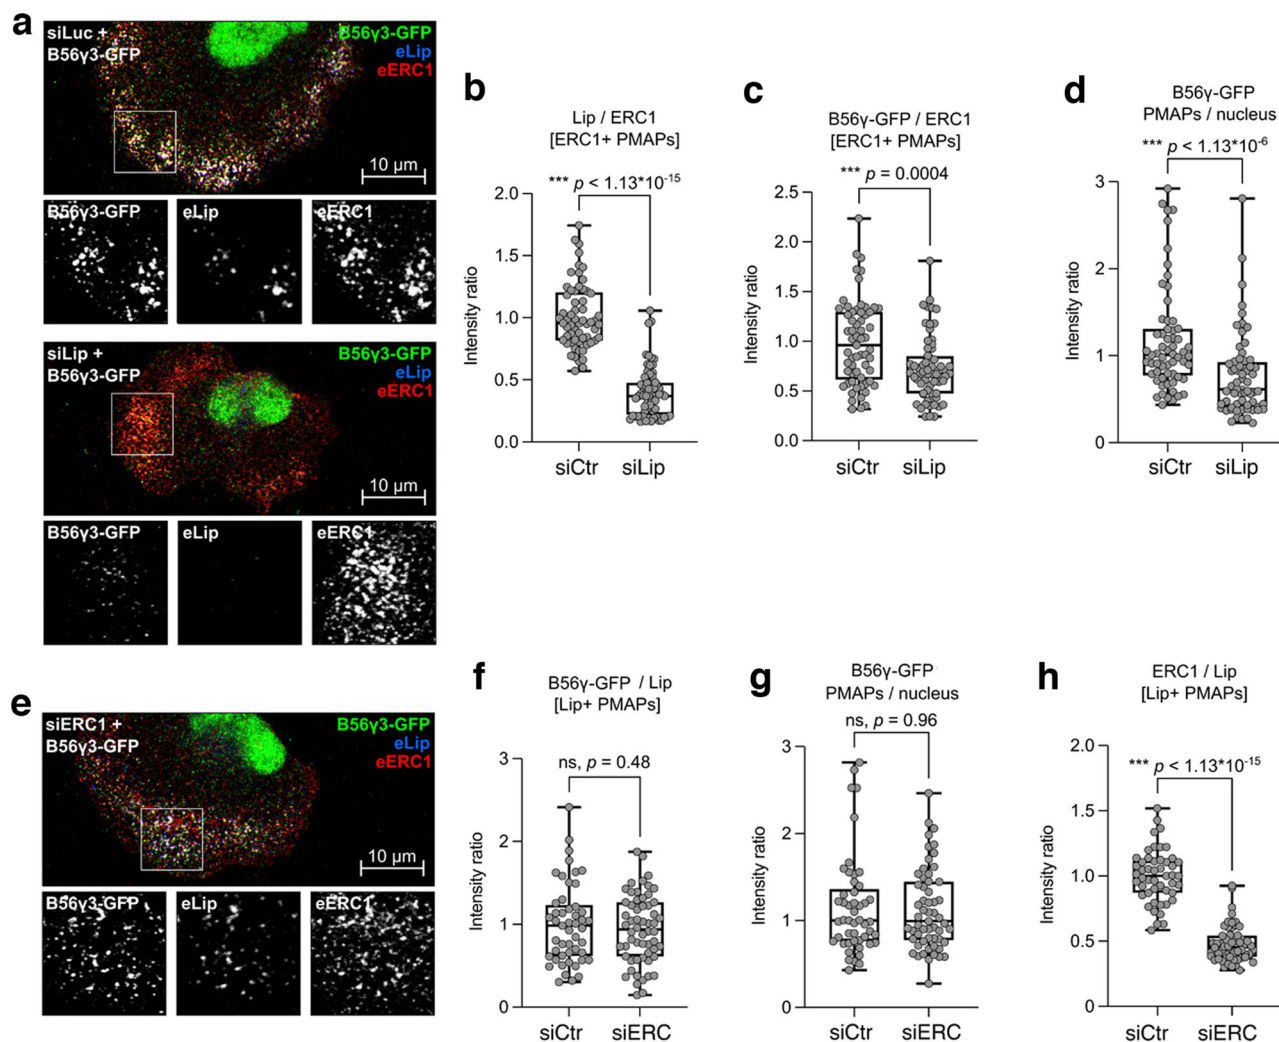 a
siLuc +
B56γ3-GFP
B56γ3-GFP
eLip
eERC1
10 µm
B56γ3-GFP
eLip
eERC1
siLip +
B56γ3-GFP
B56γ3-GFP
eLip
eERC1
10 µm
B56γ3-GFP
eLip
eERC1
b
Lip / ERC1
[ERC1+ PMAPs]
*** p < 1.13*10-15
Intensity ratio
2.0
1.5
1.0
0.5
0.0
siCtr siLip
c
B56γ-GFP / ERC1
[ERC1+ PMAPs]
*** p = 0.0004
Intensity ratio
2.5
2.0
1.5
1.0
0.5
0.0
siCtr siLip
d
B56γ-GFP
PMAPs / nucleus
*** p < 1.13*10-6
Intensity ratio
3
2
1
0
siCtr siLip
e
siERC1 +
B56γ3-GFP
B56γ3-GFP
eLip
eERC1
10 µm
B56γ3-GFP
eLip
eERC1
f
B56γ-GFP / Lip
[Lip+ PMAPs]
ns, p = 0.48
Intensity ratio
3
2
1
0
siCtr siERC
g
B56γ-GFP
PMAPs / nucleus
ns, p = 0.96
Intensity ratio
3
2
1
0
siCtr siERC
h
ERC1 / Lip
[Lip+ PMAPs]
*** p < 1.13*10-15
Intensity ratio
2.0
1.5
1.0
0.5
0
siCtr siERC